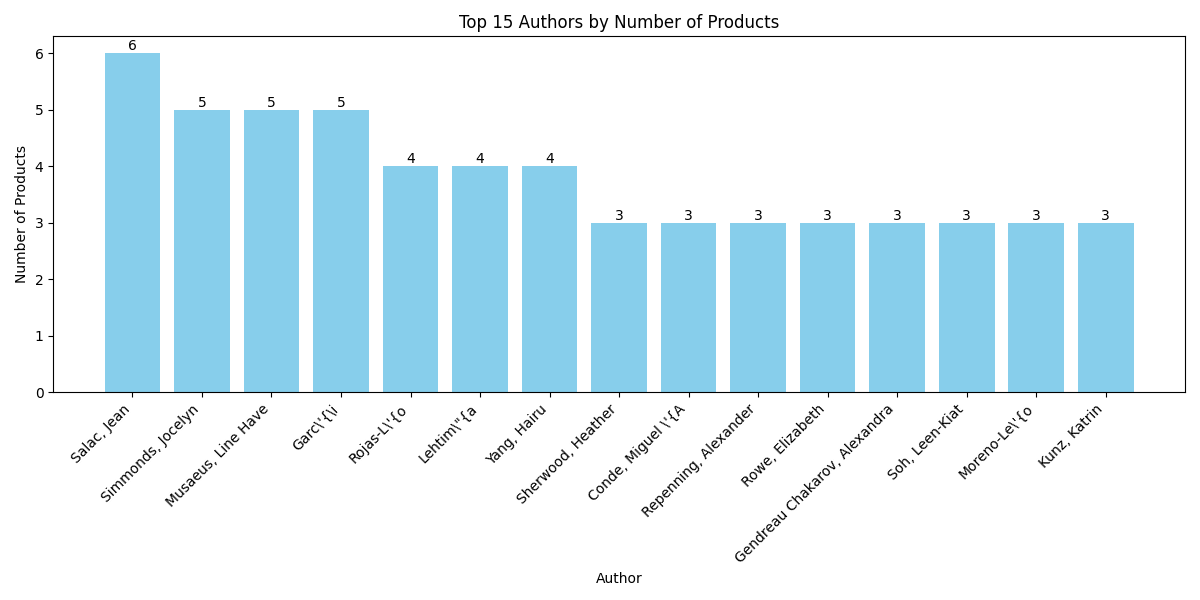 Top 15 Authors by Number of Products
Number of Products
6
5
4
3
2
1
0
6
5
5
5
4
4
4
3
3
3
3
3
3
3
3
Salac, Jean
Simmonds, Jocelyn
Musaeus, Line Have
Garc\'{\i
Rojas-L\'{o
Lehtim\"{a
Yang, Hairu
Sherwood, Heather
Conde, Miguel \'{A
Repenning, Alexander
Rowe, Elizabeth
Gendreau Chakarov, Alexandra
Soh, Leen-Kiat
Moreno-Le\'{o
Kunz, Katrin
Author